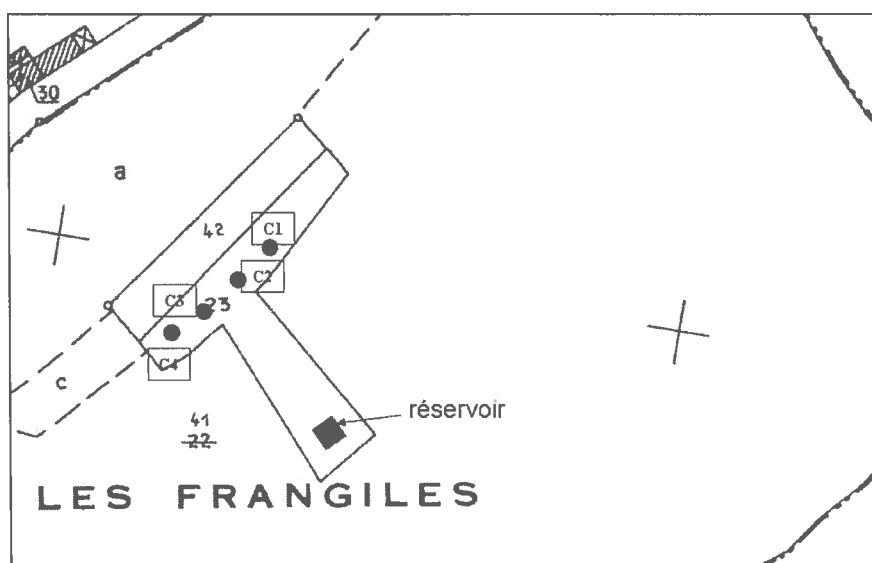 30
a
42
C1
C2
C3
23
C4
c
réservoir
41
22
LES FRANGILES